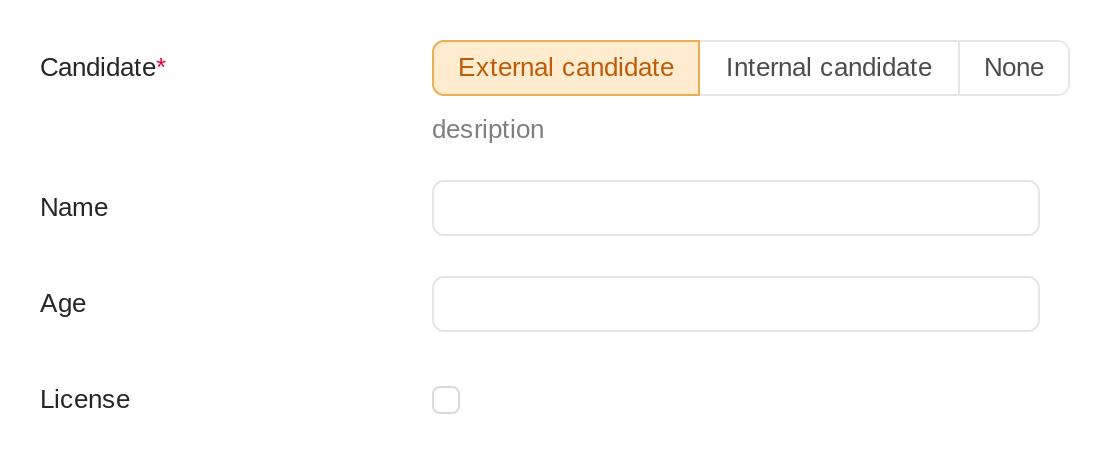 Candidate* External candidate Internal candidate None
desription
Name
Age
License